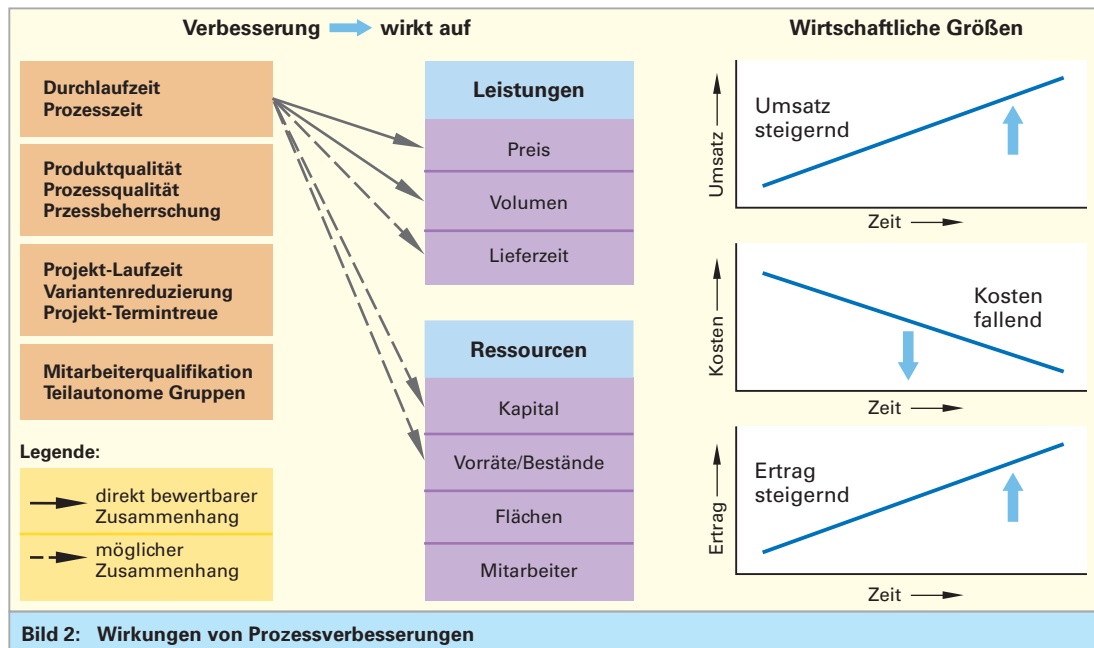 Verbesserung wirkt auf
Wirtschaftliche Größen
Durchlaufzeit
Prozesszeit
Produktqualität
Prozessqualität
Przessbeherrschung
Projekt-Laufzeit
Variantenreduzierung
Projekt-Termintreue
Mitarbeiterqualifikation
Teilautonome Gruppen
Legende:
direkt bewertbarer
Zusammenhang
möglicher
Zusammenhang
Leistungen
Preis
Volumen
Lieferzeit
Ressourcen
Kapital
Vorräte/Bestände
Flächen
Mitarbeiter
Umsatz
Umsatz
steigernd
Zeit
Kosten
Kosten
fallend
Zeit
Ertrag
Ertrag
steigernd
Zeit
Bild 2: Wirkungen von Prozessverbesserungen